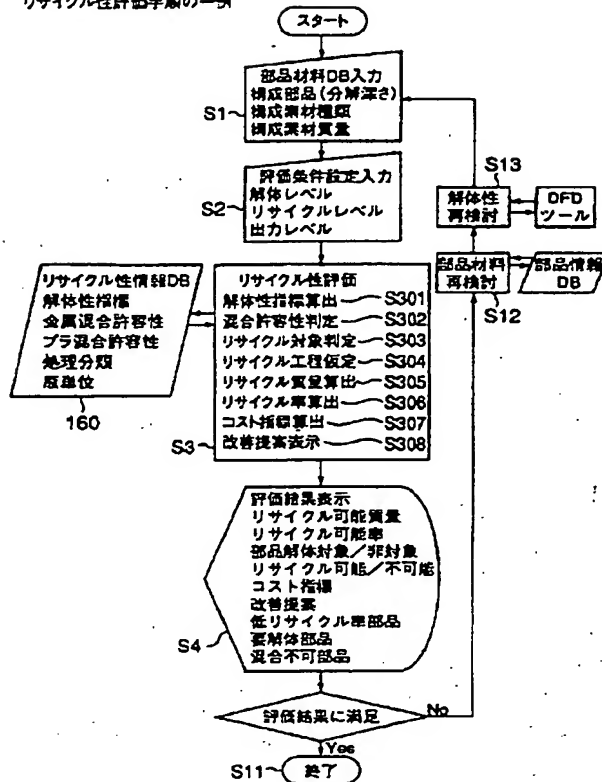 リサイクル性評価手順の一例
スタート
部品材料DB入力
構成部品(分解深さ)
構成素材種類
構成素材質量
S1
評価条件設定入力
解体レベル
リサイクルレベル
出力レベル
S2
S13
解体性
再検討
DFD
ツール
部品材料
再検討
部品情報
DB
S12
リサイクル性情報DB
解体性指標
金属混合許容性
プラ混合許容性
処理分類
原単位
160
リサイクル性評価
解体性指標算出 S301
混合許容性判定 S302
リサイクル対象判定 S303
リサイクル工程仮定 S304
リサイクル質量算出 S305
リサイクル率算出 S306
コスト指標算出 S307
改善提案表示 S308
S3
評価結果表示
リサイクル可能質量
リサイクル可能率
部品解体対象/非対象
リサイクル可能/不可能
コスト指標
改善提案
低リサイクル率部品
要解体部品
混合不可部品
S4
評価結果に満足
No
Yes
S11
終了